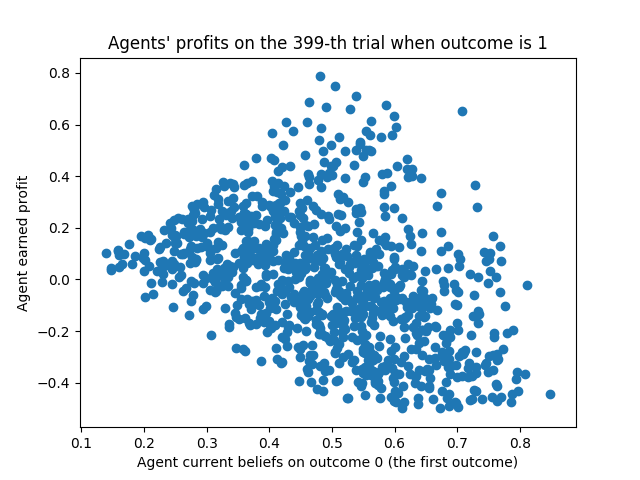 Agents' profits on the 399-th trial when outcome is 1
Agent earned profit
0.8
0.6
0.4
0.2
0.0
−0.2
−0.4
0.1 0.2 0.3 0.4 0.5 0.6 0.7 0.8
Agent current beliefs on outcome 0 (the first outcome)